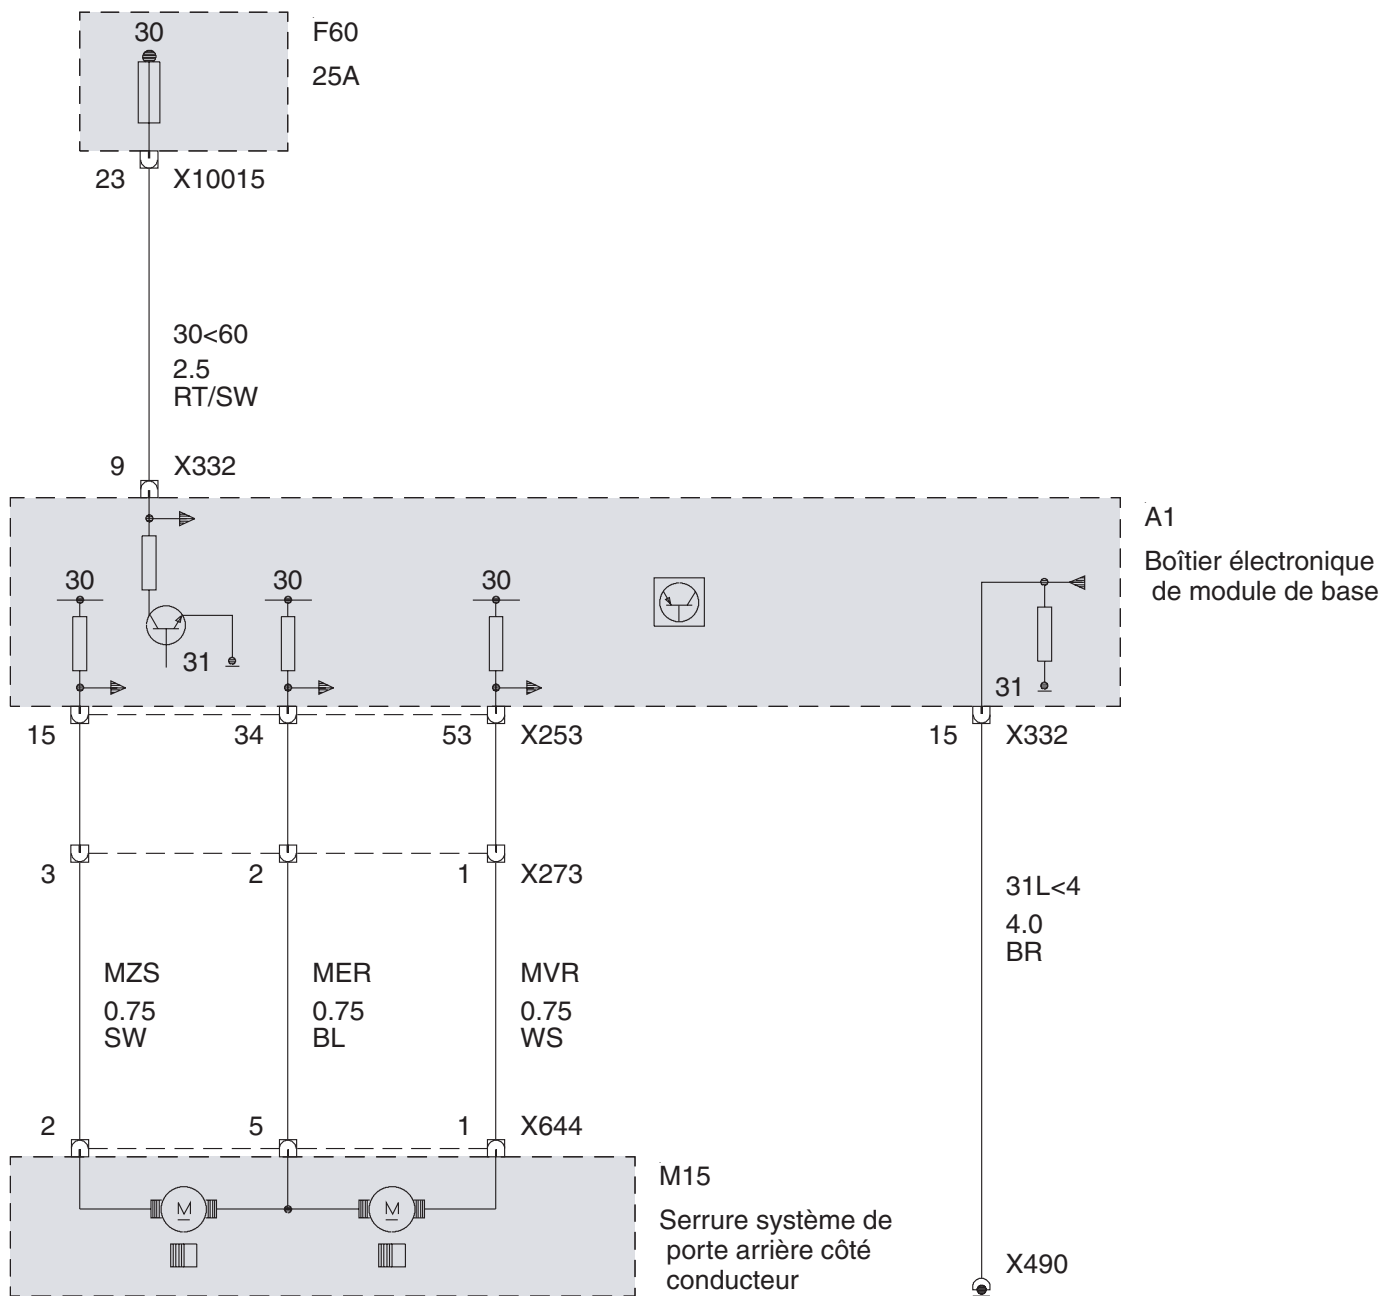 30
F60
25A
23 X10015
30<60
2.5
RT/SW
9 X332
A1
Boîtier électronique
de module de base
30 30 30
31
31
15 34 53 X253
15 X332
3 2 1 X273
31L<4
4.0
BR
MZS MER MVR
0.75 0.75 0.75
SW BL WS
2 5 1 X644
M15
M M
Serrure système de
porte arrière côté
conducteur
X490